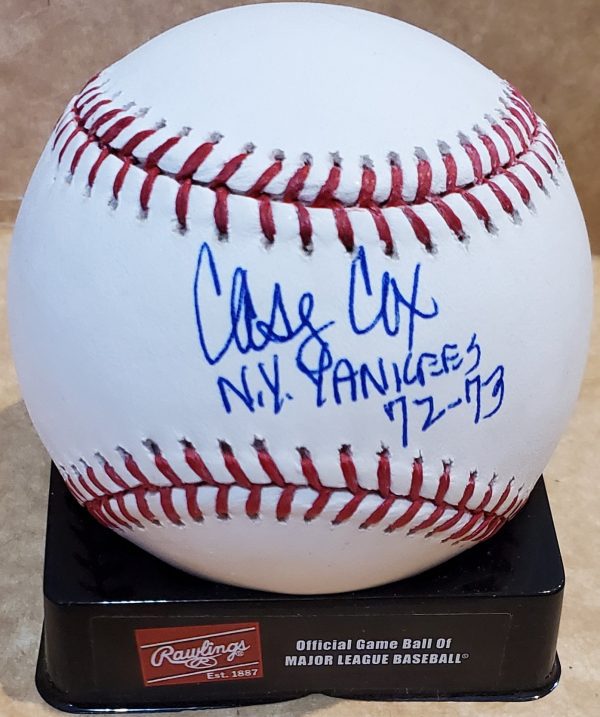 Casey Cox
N.Y. YANKEES
72-73
Rawlings
Est. 1887
Official Game Ball Of
MAJOR LEAGUE BASEBALL®